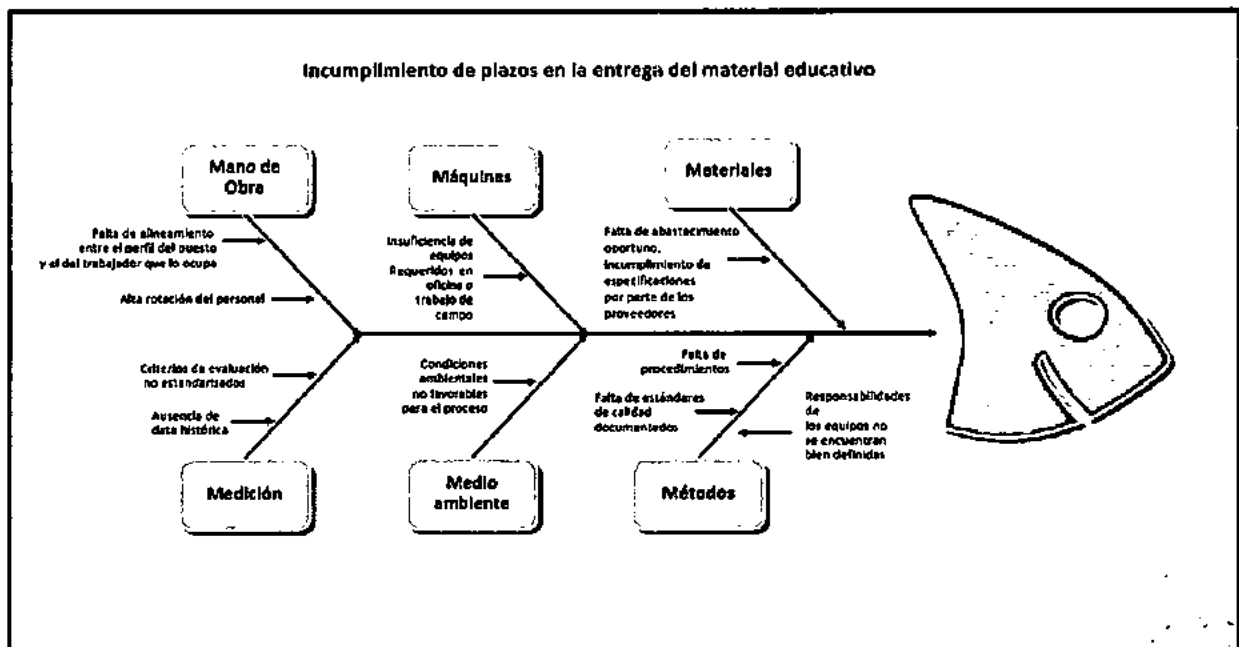 Incumplimiento de plazos en la entrega del material educativo
Mano de
Obra
Máquinas
Materiales
Falta de alineamiento
entre el perfil del puesto
y el del trabajador que lo ocupa
Alta rotación del personal
Insuficiencia de
equipos
Requeridos en
oficina o
trabajo de
campo
Falta de abastecimiento
oportuno,
incumplimiento de
especificaciones
por parte de los
proveedores
Criterios de evaluación
no estandarizados
Ausencia de
data histórica
Condiciones
ambientales
no favorables
para el proceso
Falta de
procedimientos
Falta de estándares
de calidad
documentados
Responsabilidades
de
los equipos no
se encuentran
bien definidas
Medición
Medio
ambiente
Métodos